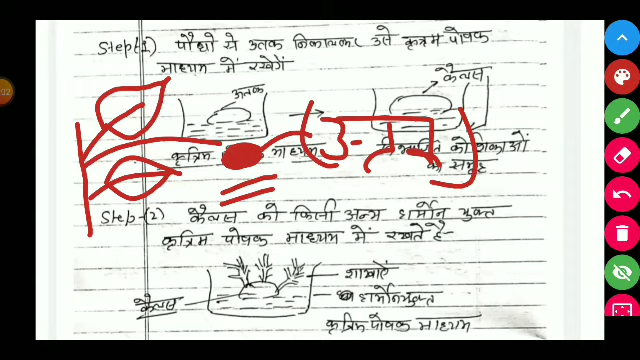 Step-(1) पौधों से ऊतक निकालकर उसे कृत्रिम पोषक
माध्यम में रखेंगे
ऊतक
कैलस
कृत्रिम माध्यम
को शिकाओं
का समूह
Step-(2) कैलस को किसी अन्य हार्मोन युक्त
कृत्रिम पोषक माध्यम में रखते है-
शाखाएँ
कैलस
हार्मोनयुक्त
कृत्रिम पोषक माध्यम
02